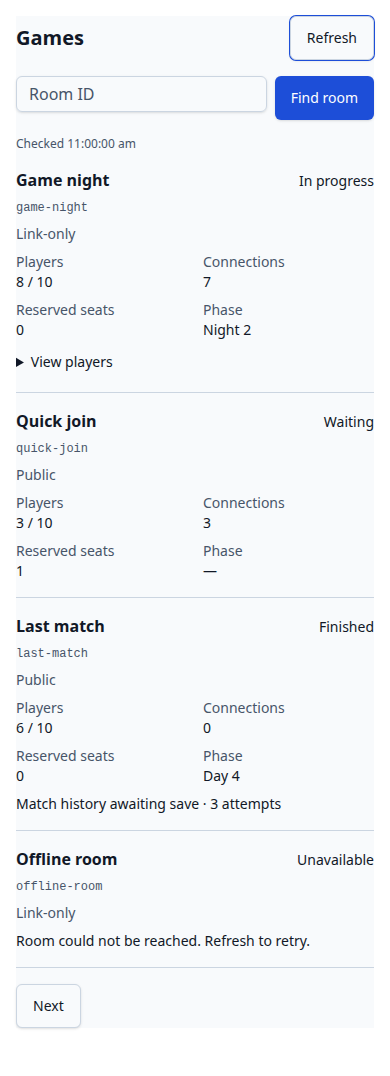 Games
Refresh
Room ID
Find room
Checked 11:00:00 am
Game night
In progress
game-night
Link-only
Players
Connections
8 / 10
7
Reserved seats
Phase
0
Night 2
View players
Quick join
Waiting
quick-join
Public
Players
Connections
3 / 10
3
Reserved seats
Phase
1
—
Last match
Finished
last-match
Public
Players
Connections
6 / 10
0
Reserved seats
Phase
0
Day 4
Match history awaiting save · 3 attempts
Offline room
Unavailable
offline-room
Link-only
Room could not be reached. Refresh to retry.
Next